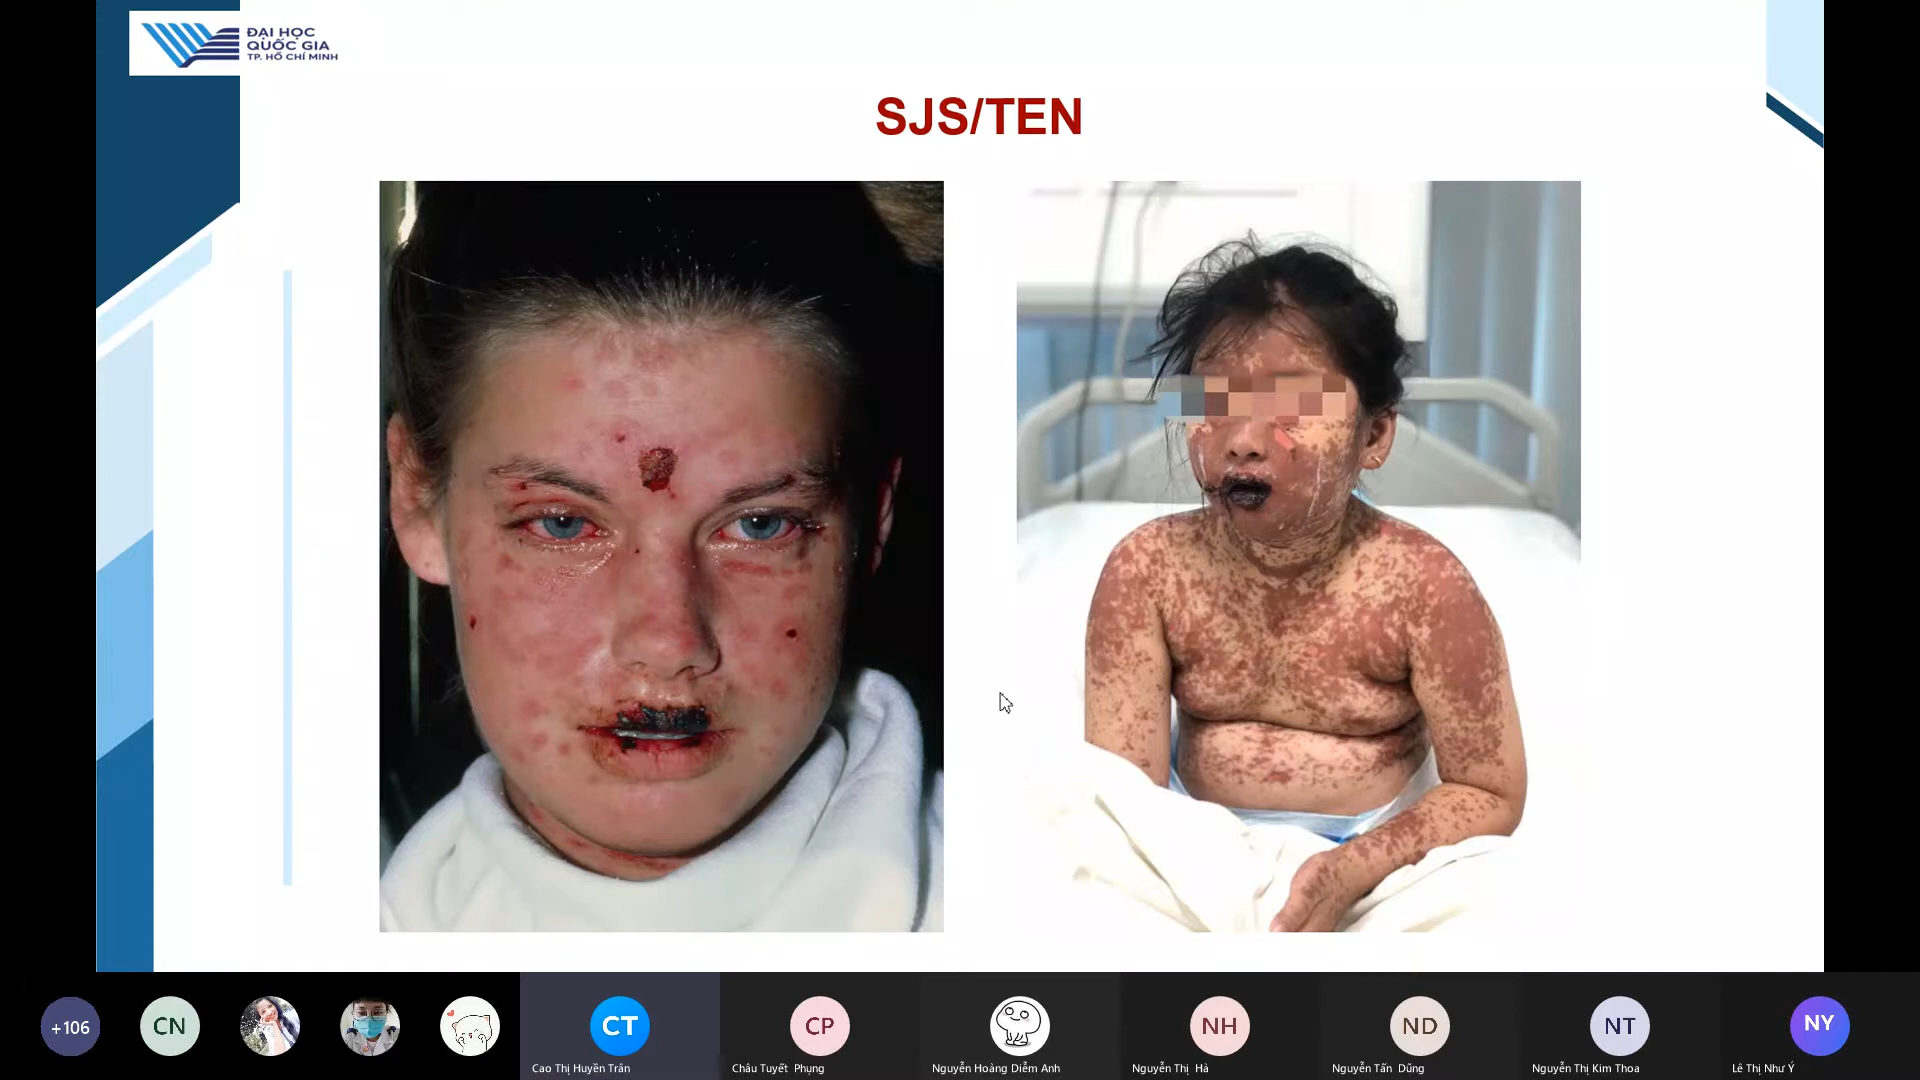 ĐẠI HỌC
QUỐC GIA
TP. HỒ CHÍ MINH
SJS/TEN
+106
CN
CT
CP
NH
ND
NT
NY
Cao Thị Huyền Trân
Châu Tuyết Phụng
Nguyễn Hoàng Diễm Anh
Nguyễn Thị Hà
Nguyễn Tấn Dũng
Nguyễn Thị Kim Thoa
Lê Thị Như Ý